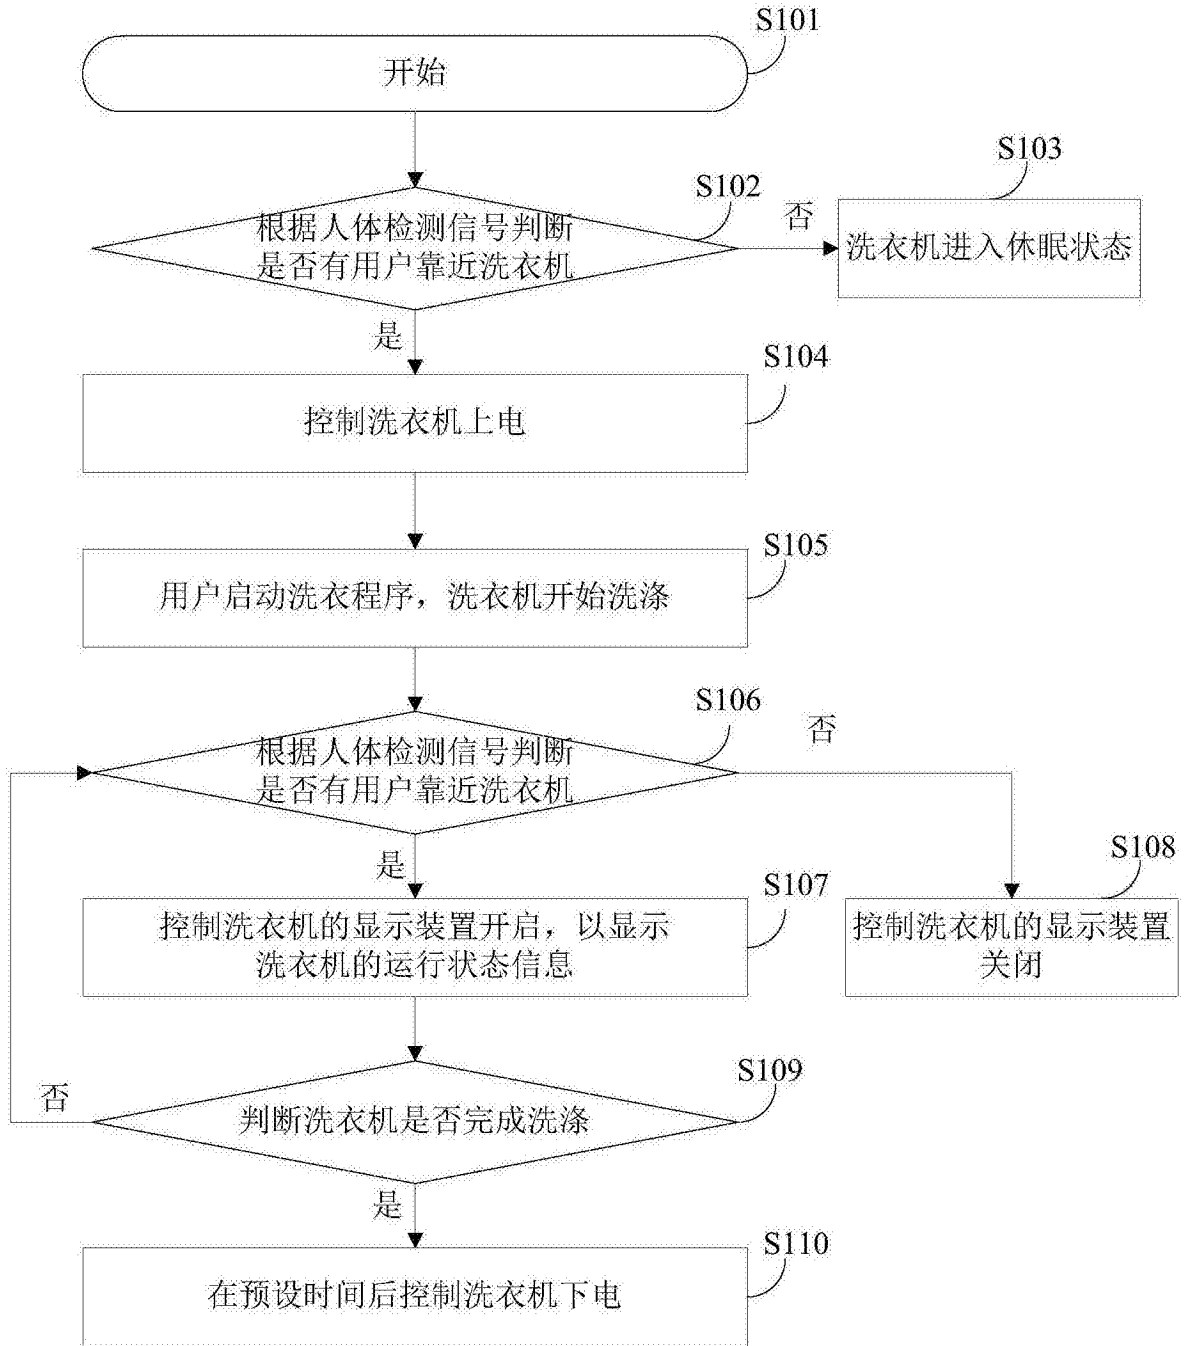 S101
开始
S102
根据人体检测信号判断
是否有用户靠近洗衣机
否
S103
洗衣机进入休眠状态
是
S104
控制洗衣机上电
S105
用户启动洗衣程序，洗衣机开始洗涤
S106
根据人体检测信号判断
是否有用户靠近洗衣机
否
是
S107
控制洗衣机的显示装置开启，以显示
洗衣机的运行状态信息
S108
控制洗衣机的显示装置
关闭
S109
判断洗衣机是否完成洗涤
否
是
S110
在预设时间后控制洗衣机下电